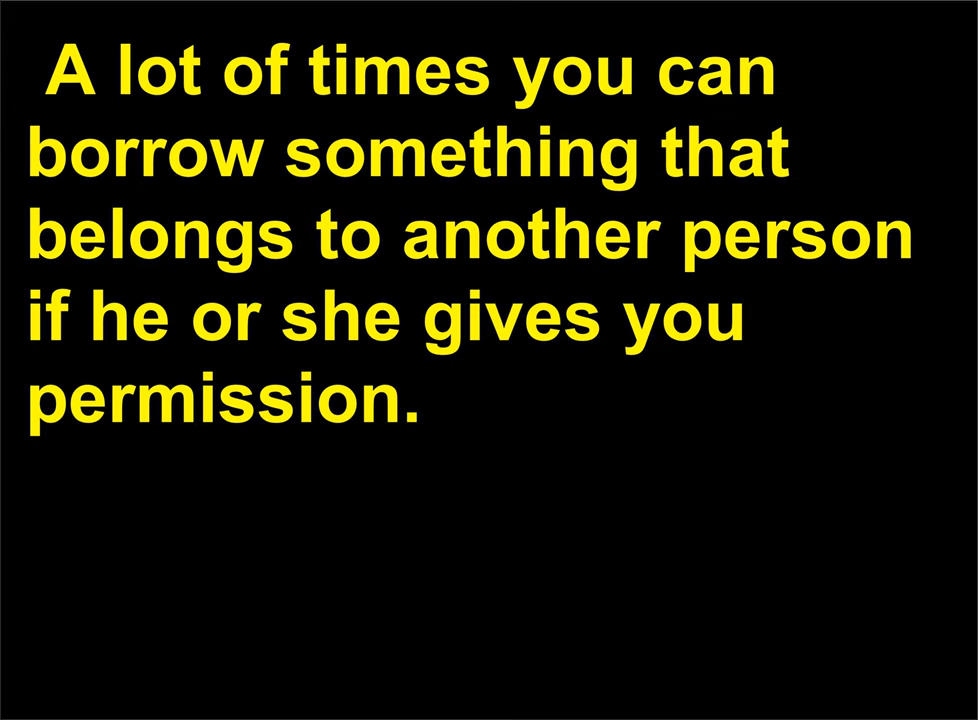 A lot of times you can
borrow something that
belongs to another person
if he or she gives you
permission.